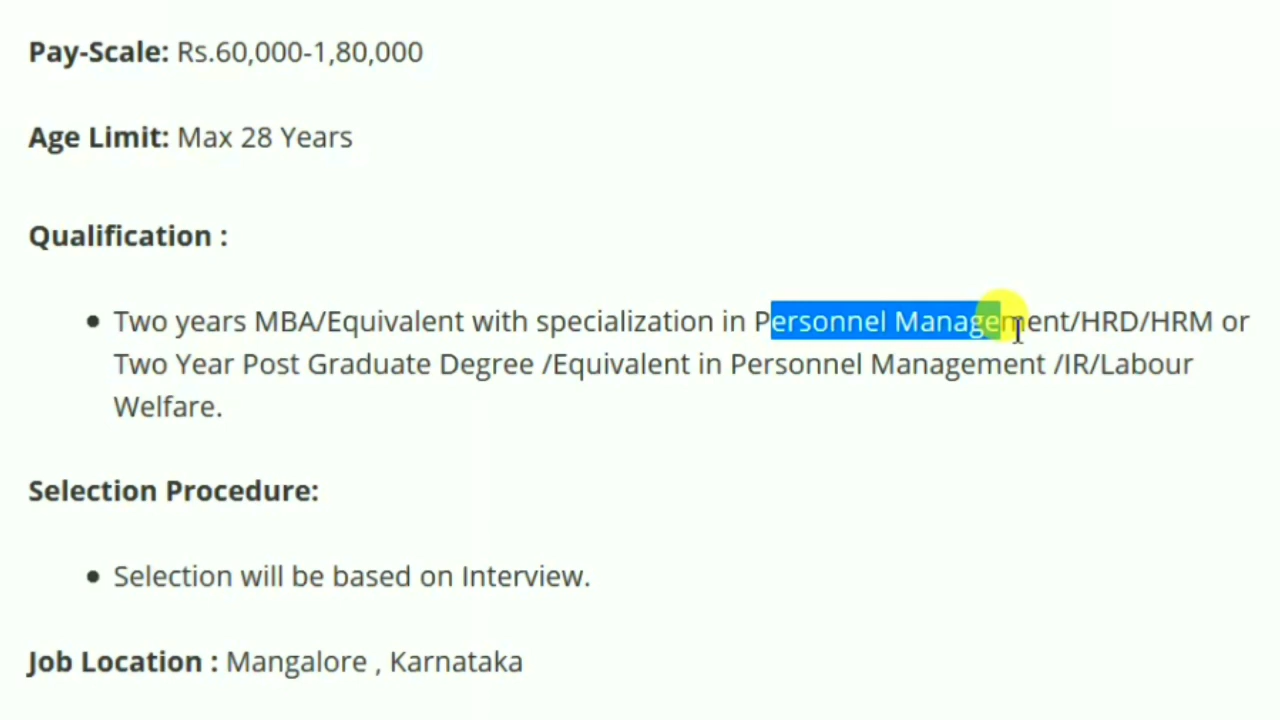 Pay-Scale: Rs.60,000-1,80,000
Age Limit: Max 28 Years
Qualification :
• Two years MBA/Equivalent with specialization in Personnel Management/HRD/HRM or
Two Year Post Graduate Degree /Equivalent in Personnel Management /IR/Labour
Welfare.
Selection Procedure:
• Selection will be based on Interview.
Job Location : Mangalore , Karnataka